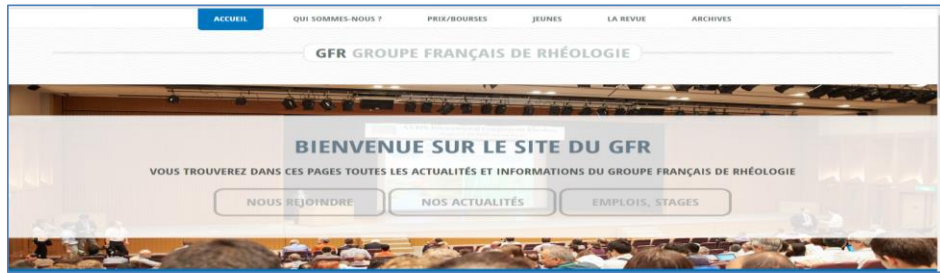 ACCUEIL QUI SOMMES-NOUS ? PRIX/BOURSES JEUNES LA REVUE ARCHIVES
GFR GROUPE FRANÇAIS DE RHÉOLOGIE
BIENVENUE SUR LE SITE DU GFR
VOUS TROUVEREZ DANS CES PAGES TOUTES LES ACTUALITÉS ET INFORMATIONS DU GROUPE FRANÇAIS DE RHÉOLOGIE
NOUS REJOINDRE NOS ACTUALITÉS EMPLOIS, STAGES